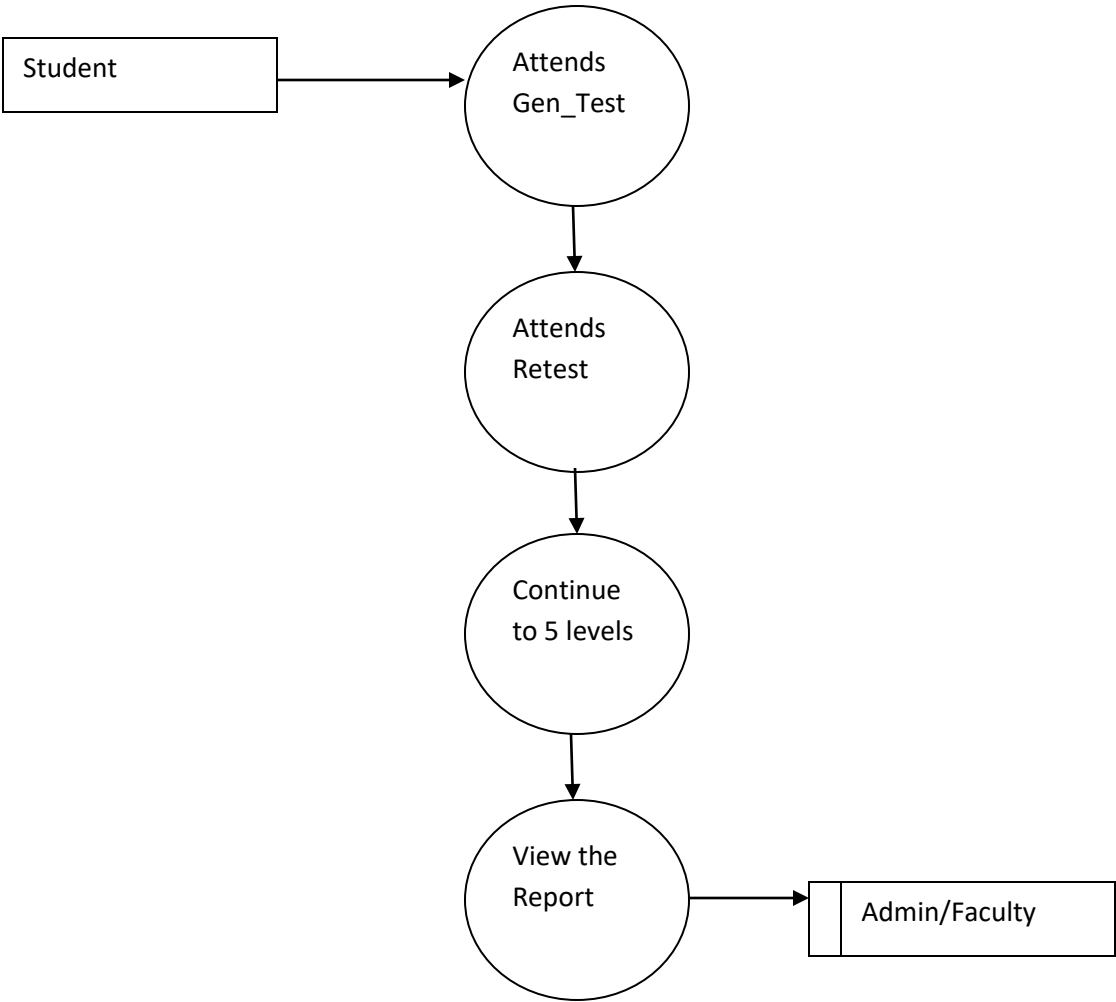 Student
Attends
Gen_Test
Attends
Retest
Continue
to 5 levels
View the
Report
Admin/Faculty